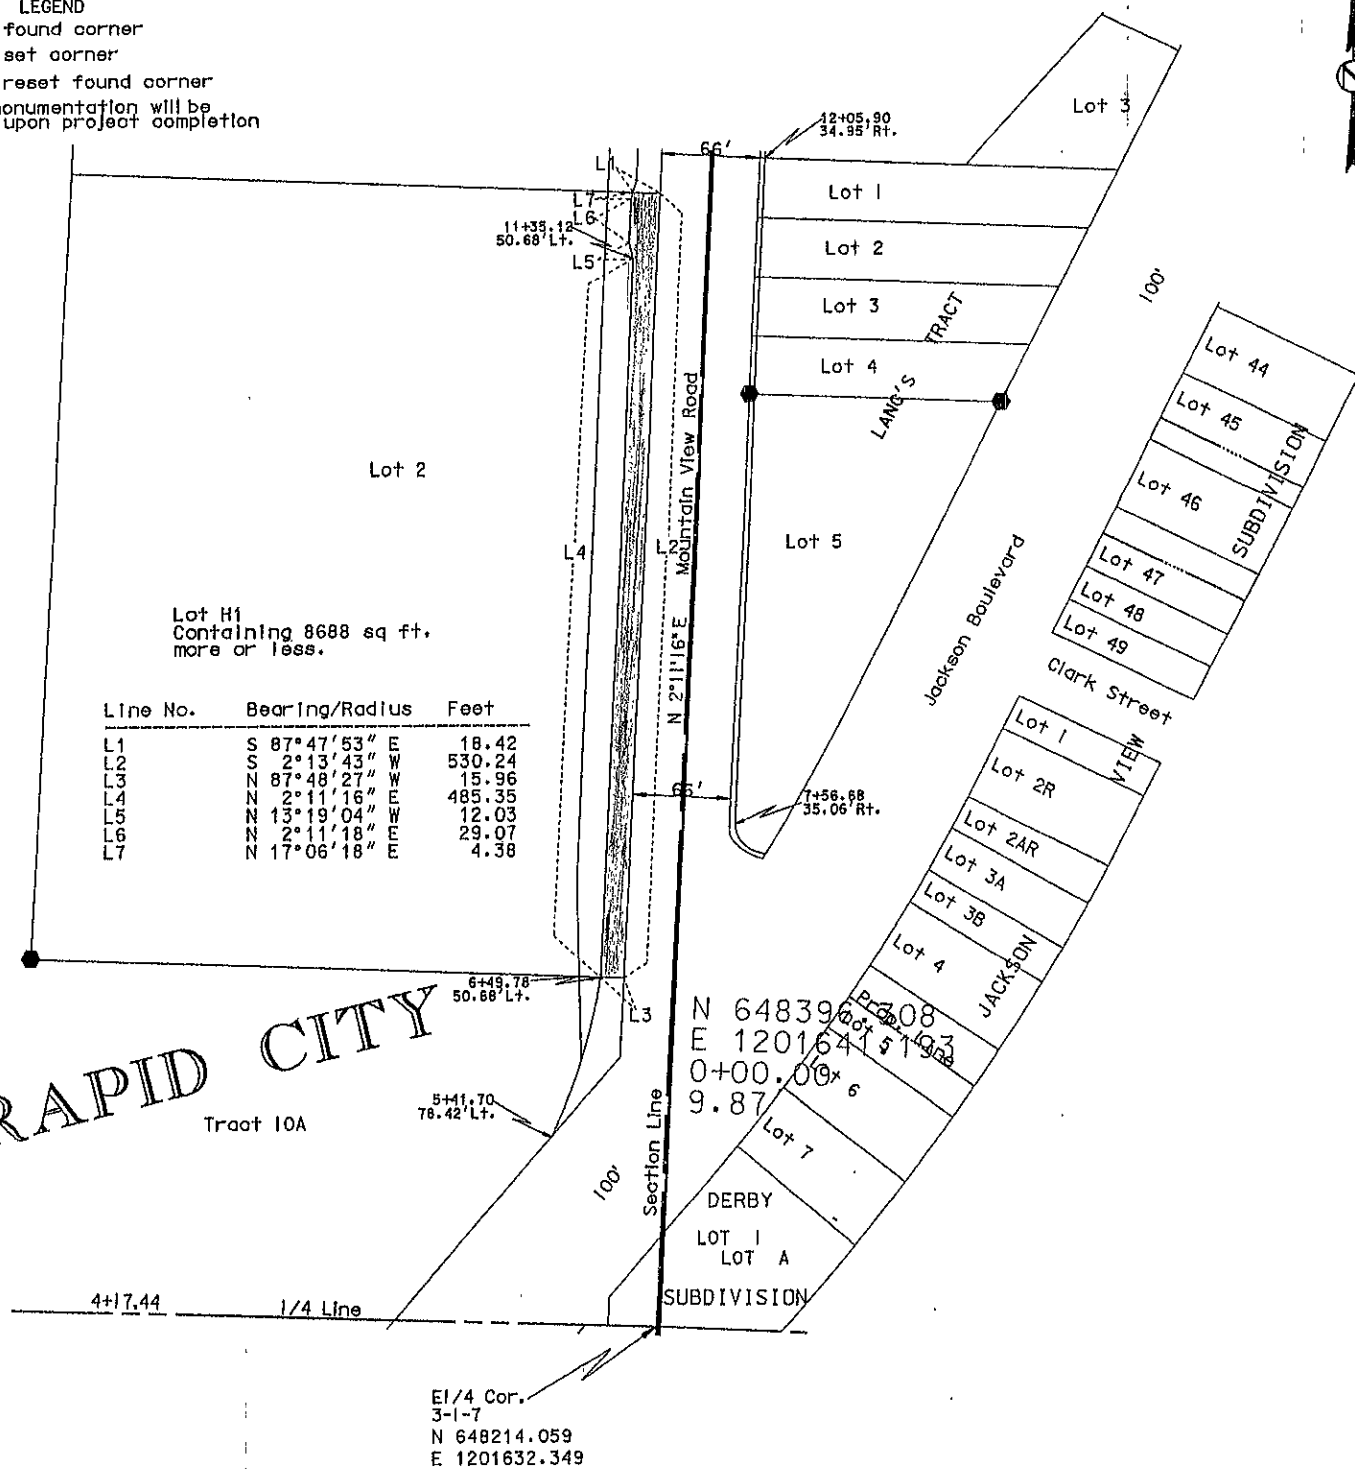 LEGEND
found corner
set corner
reset found corner
monumentation will be
upon project completion
12+05.90
34.95'Rt.
66'
Lot 3
L1
L7
L6
11+35.12
50.68'Lt.
L5
Lot 1
Lot 2
Lot 3
Lot 4
LANG'S TRACT
100'
Lot 44
Lot 45
Lot 46
Lot 47
Lot 48
Lot 49
SUBDIVISION
Lot 2
Mountain View Road
L4
L2
Lot 5
Jackson Boulevard
N 2°11'16" E
Clark Street
Lot H1
Containing 8688 sq ft.
more or less.
Line No. Bearing/Radius Feet
L1 S 87°47'53" E 18.42
L2 S 2°13'43" W 530.24
L3 N 87°48'27" W 15.96
L4 N 2°11'16" E 485.35
L5 N 13°19'04" W 12.03
L6 N 2°11'18" E 29.07
L7 N 17°06'18" E 4.38
66'
7+56.68
35.06'Rt.
Lot 1
VIEW
Lot 2R
Lot 2AR
Lot 3A
Lot 3B
Lot 4
JACKSON
Prop. Line
Lot 5
Lot 6
Lot 7
6+49.78
50.68'Lt.
L3
N 648396.308
E 1201641.193
0+00.00
9.87
RAPID CITY
Tract 10A
5+41.70
78.42'Lt.
100'
Section Line
DERBY
LOT 1
LOT A
SUBDIVISION
4+17.44
1/4 Line
E1/4 Cor.
3-1-7
N 648214.059
E 1201632.349